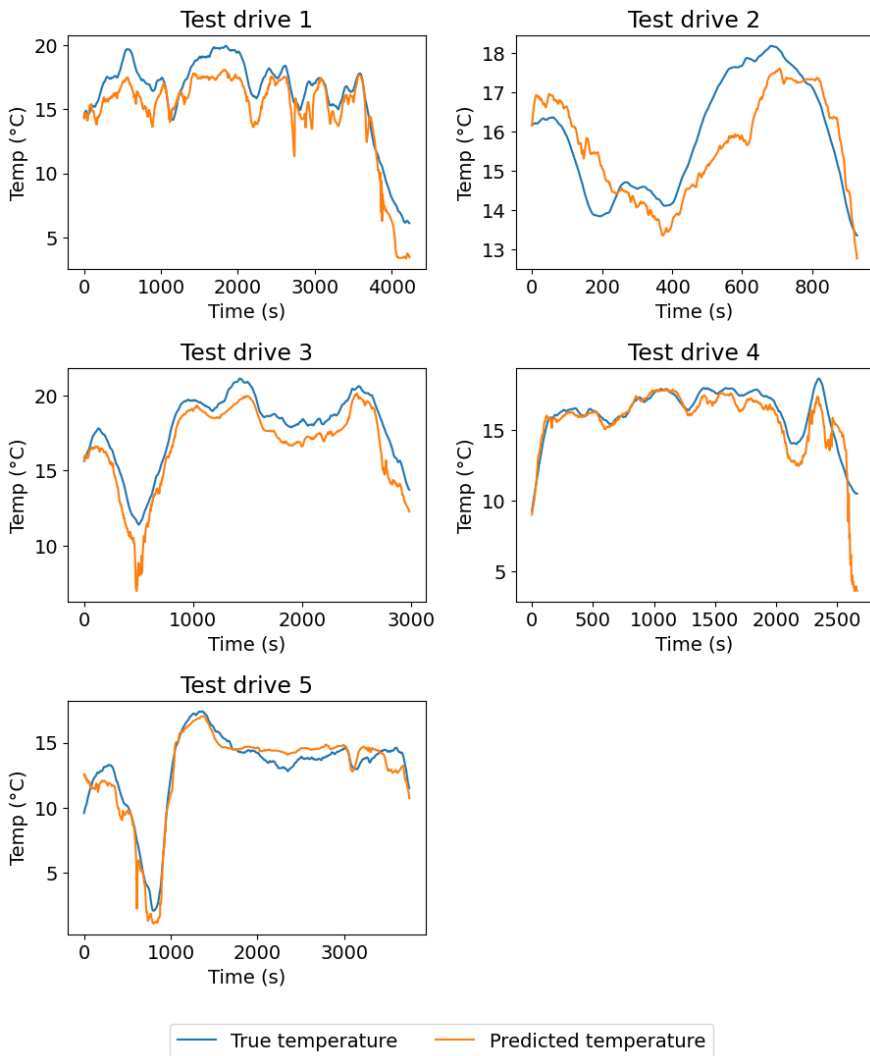 Test drive 1
20
15
10
5
Temp (°C)
0 1000 2000 3000 4000
Time (s)
Test drive 2
18
17
16
15
14
13
Temp (°C)
0 200 400 600 800
Time (s)
Test drive 3
20
15
10
Temp (°C)
0 1000 2000 3000
Time (s)
Test drive 4
15
10
5
Temp (°C)
0 500 1000 1500 2000 2500
Time (s)
Test drive 5
15
10
5
Temp (°C)
0 1000 2000 3000
Time (s)
True temperature Predicted temperature